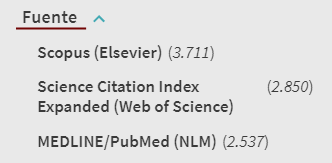 Fuente
Scopus (Elsevier) (3.711)
Science Citation Index (2.850)
Expanded (Web of Science)
MEDLINE/PubMed (NLM) (2.537)